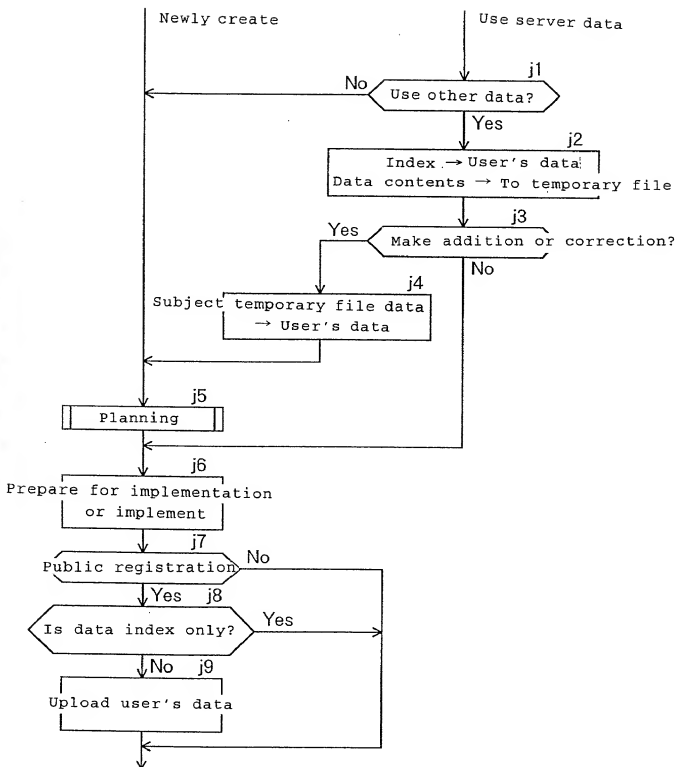 Newly create
Use server data
j1
No
Use other data?
Yes
j2
Index → User's data
Data contents → To temporary file
j3
Yes
Make addition or correction?
No
j4
Subject temporary file data
→ User's data
j5
Planning
j6
Prepare for implementation
or implement
j7
No
Public registration
Yes
j8
Yes
Is data index only?
No
j9
Upload user's data